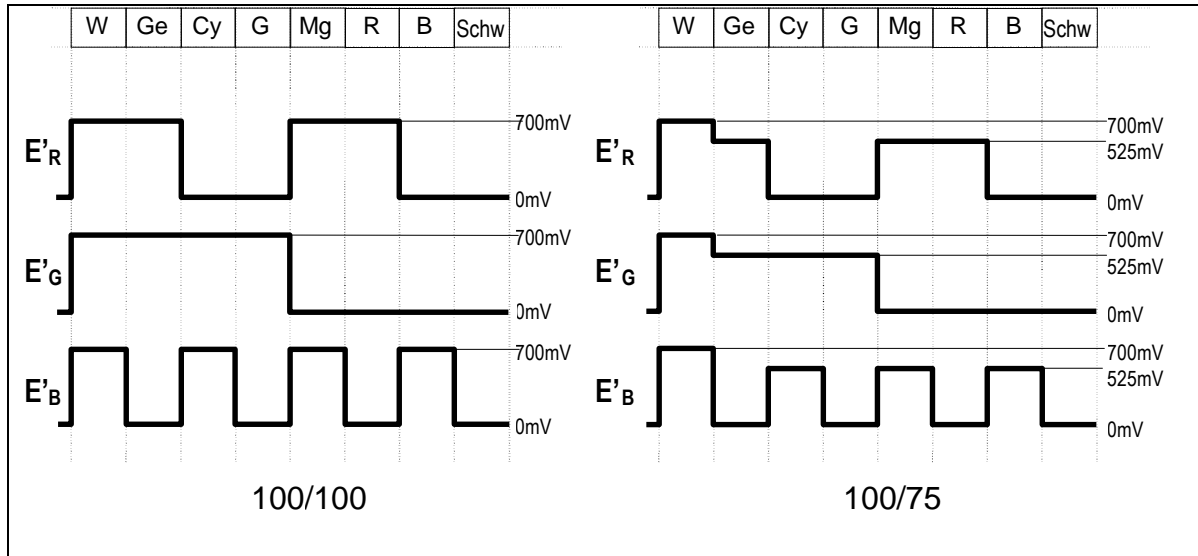 W Ge Cy G Mg R B Schw
700mV
E'R
0mV
700mV
E'G
0mV
700mV
E'B
0mV
100/100
W Ge Cy G Mg R B Schw
700mV
525mV
E'R
0mV
700mV
525mV
E'G
0mV
700mV
525mV
E'B
0mV
100/75